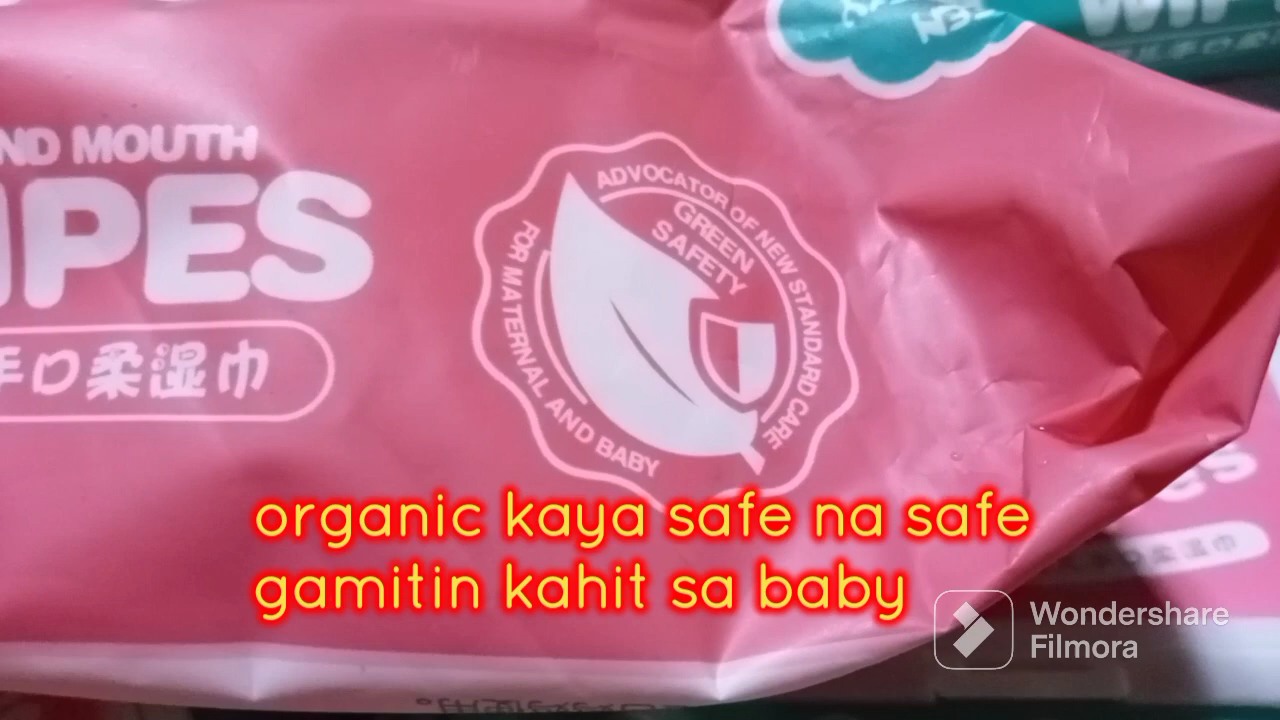 ND MOUTH
IPES
手口柔湿巾
ADVOCATOR OF NEW STANDARD CARE
FOR MATERNAL AND BABY
GREEN
SAFETY
organic kaya safe na safe
gamitin kahit sa baby
Wondershare
Filmora